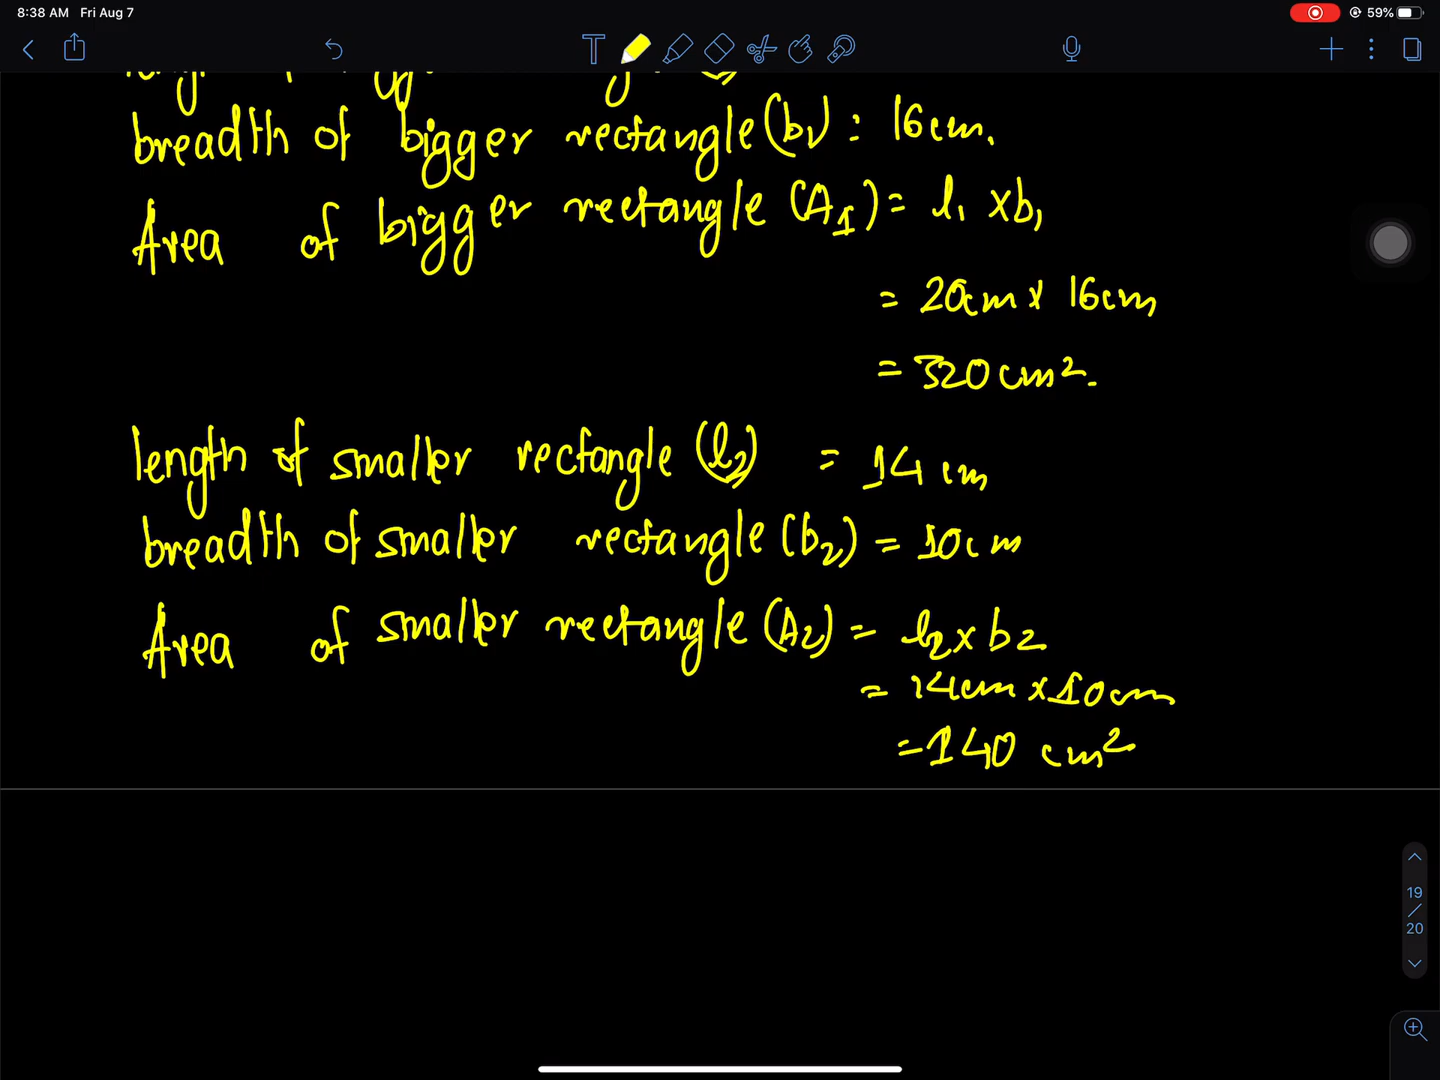 8:38 AM Fri Aug 7
59%
T
breadth of bigger rectangle (b1) = 16cm.
Area of bigger rectangle (A1) = l1 x b1
= 20cm x 16cm
= 320cm².
length of smaller rectangle (l2) = 14 cm
breadth of smaller rectangle (b2) = 10cm
Area of smaller rectangle (A2) = l2 x b2
= 14cm x 10cm
= 140 cm²
19
/
20